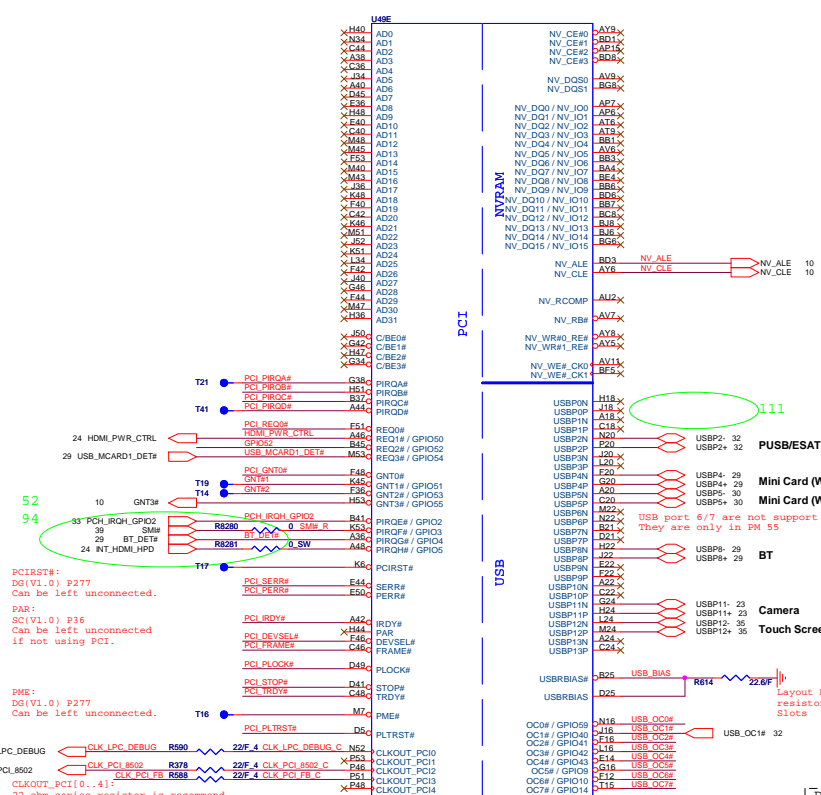 U49E
H40 AD0 NV_CE#0 AY9
N34 AD1 NV_CE#1 BD1
C44 AD2 NV_CE#2 AP15
A38 AD3 NV_CE#3 BD8
C36 AD4
J34 AD5 NV_DQS0 AV9
A40 AD6 NV_DQS1 BG8
D45 AD7
E36 AD8 NV_DQ0 / NV_IO0 AP7
H48 AD9 NV_DQ1 / NV_IO1 AP6
E40 AD10 NV_DQ2 / NV_IO2 AT6
C40 AD11 NV_DQ3 / NV_IO3 AT9
M48 AD12 NV_DQ4 / NV_IO4 BB1
M45 AD13 NV_DQ5 / NV_IO5 AV6
F53 AD14 NV_DQ6 / NV_IO6 BB3
M40 AD15 NV_DQ7 / NV_IO7 BA4
M43 AD16 NV_DQ8 / NV_IO8 BE4
J36 AD17 NV_DQ9 / NV_IO9 BB6
K48 AD18 NV_DQ10 / NV_IO10 BD6
F40 AD19 NV_DQ11 / NV_IO11 BB7
C42 AD20 NV_DQ12 / NV_IO12 BC8
K46 AD21 NV_DQ13 / NV_IO13 BJ8
M51 AD22 NV_DQ14 / NV_IO14 BJ6
J52 AD23 NV_DQ15 / NV_IO15 BG6
K51 AD24
L34 AD25 NV_ALE BD3 NV_ALE NV_ALE 10
F42 AD26 NV_CLE AY6 NV_CLE NV_CLE 10
J40 AD27
G46 AD28
F44 AD29 NV_RCOMP AU2
M47 AD30
H36 AD31 NV_RB# AV7
NVRAM
PCI
J50 C/BE0# NV_WR#0_RE# AY8
G42 C/BE1# NV_WR#1_RE# AY5
H47 C/BE2#
G34 C/BE3# NV_WE#_CK0 AV11
NV_WE#_CK1 BF5
T21 PCI_PIRQA# G38 PIRQA#
PCI_PIRQB# H51 PIRQB#
PCI_PIRQC# B37 PIRQC# USBP0N H18
T41 PCI_PIRQD# A44 PIRQD# USBP0P J18 111
USBP1N A18
PCI_REQ0# F51 REQ0# USBP1P C18
24 HDMI_PWR_CTRL HDMI_PWR_CTRL A46 REQ1# / GPIO50 USBP2N N20 USBP2- 32
GPIO52 B45 REQ2# / GPIO52 USBP2P P20 USBP2+ 32 PUSB/ESAT
29 USB_MCARD1_DET# USB_MCARD1_DET# M53 REQ3# / GPIO54 USBP3N J20
USBP3P L20
PCI_GNT0# F48 GNT0# USBP4N F20 USBP4- 29
T19 GNT#1 K45 GNT1# / GPIO51 USBP4P G20 USBP4+ 29 Mini Card (W
T14 GNT#2 F36 GNT2# / GPIO53 USBP5N A20 USBP5- 30
52 10 GNT3# H53 GNT3# / GPIO55 USBP5P C20 USBP5+ 30 Mini Card (W
USBP6N M22
94 33 PCH_IRQH_GPIO2 PCH_IRQH_GPIO2 B41 PIRQE# / GPIO2 USBP6P N22 USB port 6/7 are not support
39 SMI# R8280 0_SMI#_R K53 PIRQF# / GPIO3 USBP7N B21 They are only in PM 55
29 BT_DET# BT_DET# A36 PIRQG# / GPIO4 USBP7P D21
24 INT_HDMI_HPD R8281 0_SW A48 PIRQH# / GPIO5 USBP8N H22 USBP8- 29 BT
USBP8P J22 USBP8+ 29
T17 K6 PCIRST# USBP9N E22
USB
PCIRST#: USBP9P F22
DG(V1.0) P277 PCI_SERR# E44 SERR# USBP10N A22
Can be left unconnected. PCI_PERR# E50 PERR# USBP10P C22
PAR: USBP11N G24 USBP11- 23
SC(V1.0) P36 PCI_IRDY# A42 IRDY# USBP11P H24 USBP11+ 23 Camera
Can be left unconnected H44 PAR USBP12N L24 USBP12- 35
if not using PCI. PCI_DEVSEL# F46 DEVSEL# USBP12P M24 USBP12+ 35 Touch Scree
PCI_FRAME# C46 FRAME# USBP13N A24
USBP13P C24
PCI_PLOCK# D49 PLOCK#
USBRBIAS# B25 USB_BIAS R614 22.6/F
PCI_STOP# D41 STOP#
PME: PCI_TRDY# C48 TRDY# USBRBIAS D25
DG(V1.0) P277
Can be left unconnected. T16 M7 PME#
Layout
resistor
Slots
PCI_PLTRST# D5 PLTRST# OC0# / GPIO59 N16 USB_OC0#
OC1# / GPIO40 J16 USB_OC1# USB_OC1# 32
OC2# / GPIO41 F16 USB_OC2#
LPC_DEBUG CLK_LPC_DEBUG R590 22/F_4 CLK_LPC_DEBUG_C N52 CLKOUT_PCI0 OC3# / GPIO42 L16 USB_OC3#
P53 CLKOUT_PCI1 OC4# / GPIO43 E14 USB_OC4#
PCI_8502 CLK_PCI_8502 R378 22/F_4 CLK_PCI_8502_C P46 CLKOUT_PCI2 OC5# / GPIO9 G16 USB_OC5#
CLK_PCI_FB R588 22/F_4 CLK_PCI_FB_C P51 CLKOUT_PCI3 OC6# / GPIO10 F12 USB_OC6#
CLKOUT_PCI[0..4]: P48 CLKOUT_PCI4 OC7# / GPIO14 T15 USB_OC7#